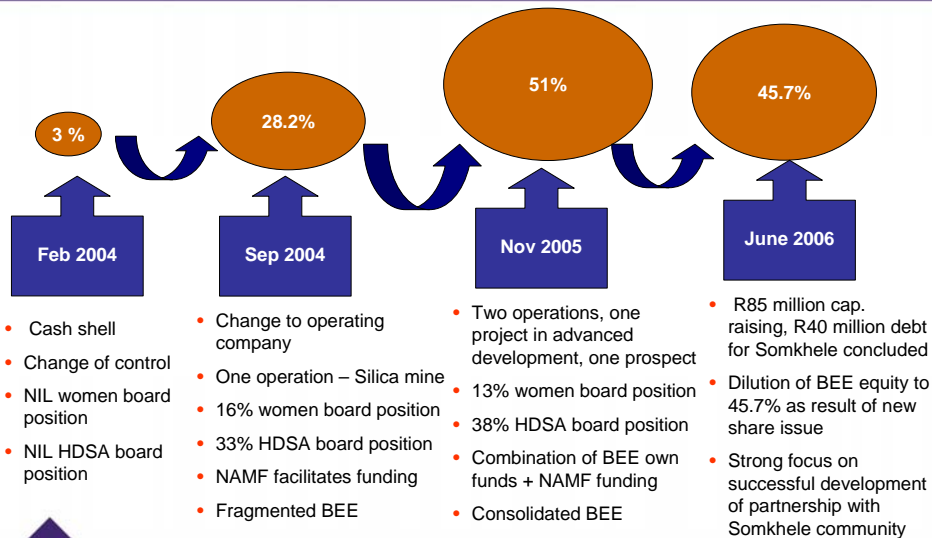 3 %
28.2%
51%
45.7%
Feb 2004
Sep 2004
Nov 2005
June 2006
• Cash shell
• Change of control
• NIL women board
position
• NIL HDSA board
position
• Change to operating
company
• One operation – Silica mine
• 16% women board position
• 33% HDSA board position
• NAMF facilitates funding
• Fragmented BEE
• Two operations, one
project in advanced
development, one prospect
• 13% women board position
• 38% HDSA board position
• Combination of BEE own
funds + NAMF funding
• Consolidated BEE
• R85 million cap.
raising, R40 million debt
for Somkhele concluded
• Dilution of BEE equity to
45.7% as result of new
share issue
• Strong focus on
successful development
of partnership with
Somkhele community